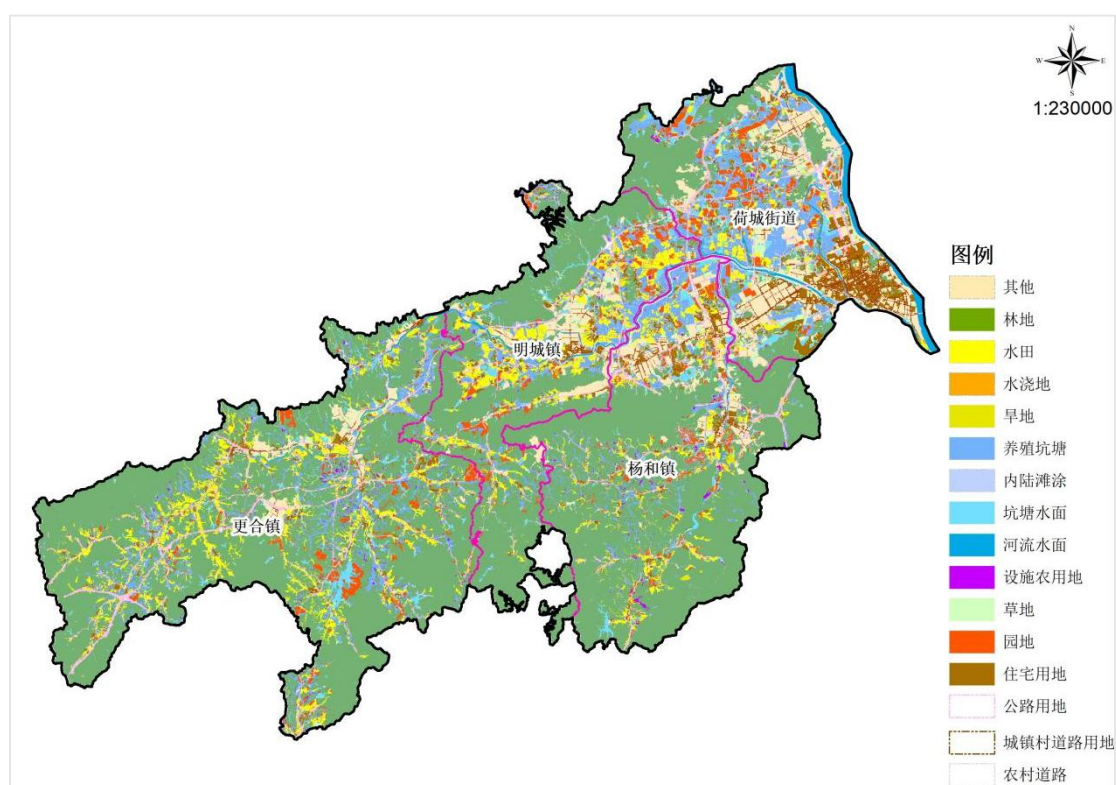 N
W
E
S
1:230000
荷城街道
明城镇
杨和镇
更合镇
图例
其他
林地
水田
水浇地
旱地
养殖坑塘
内陆滩涂
坑塘水面
河流水面
设施农用地
草地
园地
住宅用地
公路用地
城镇村道路用地
农村道路